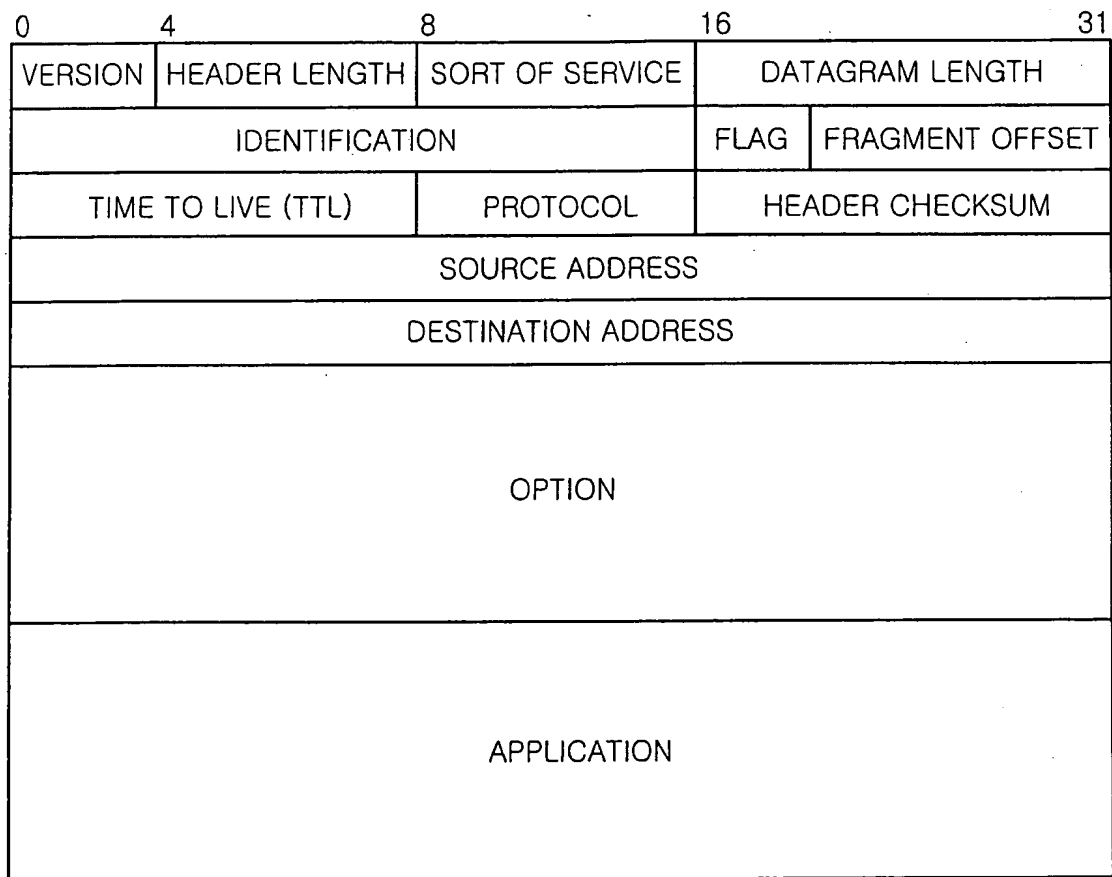 0 4 8 16 31
VERSION HEADER LENGTH SORT OF SERVICE DATAGRAM LENGTH
IDENTIFICATION FLAG FRAGMENT OFFSET
TIME TO LIVE (TTL) PROTOCOL HEADER CHECKSUM
SOURCE ADDRESS
DESTINATION ADDRESS
OPTION
APPLICATION